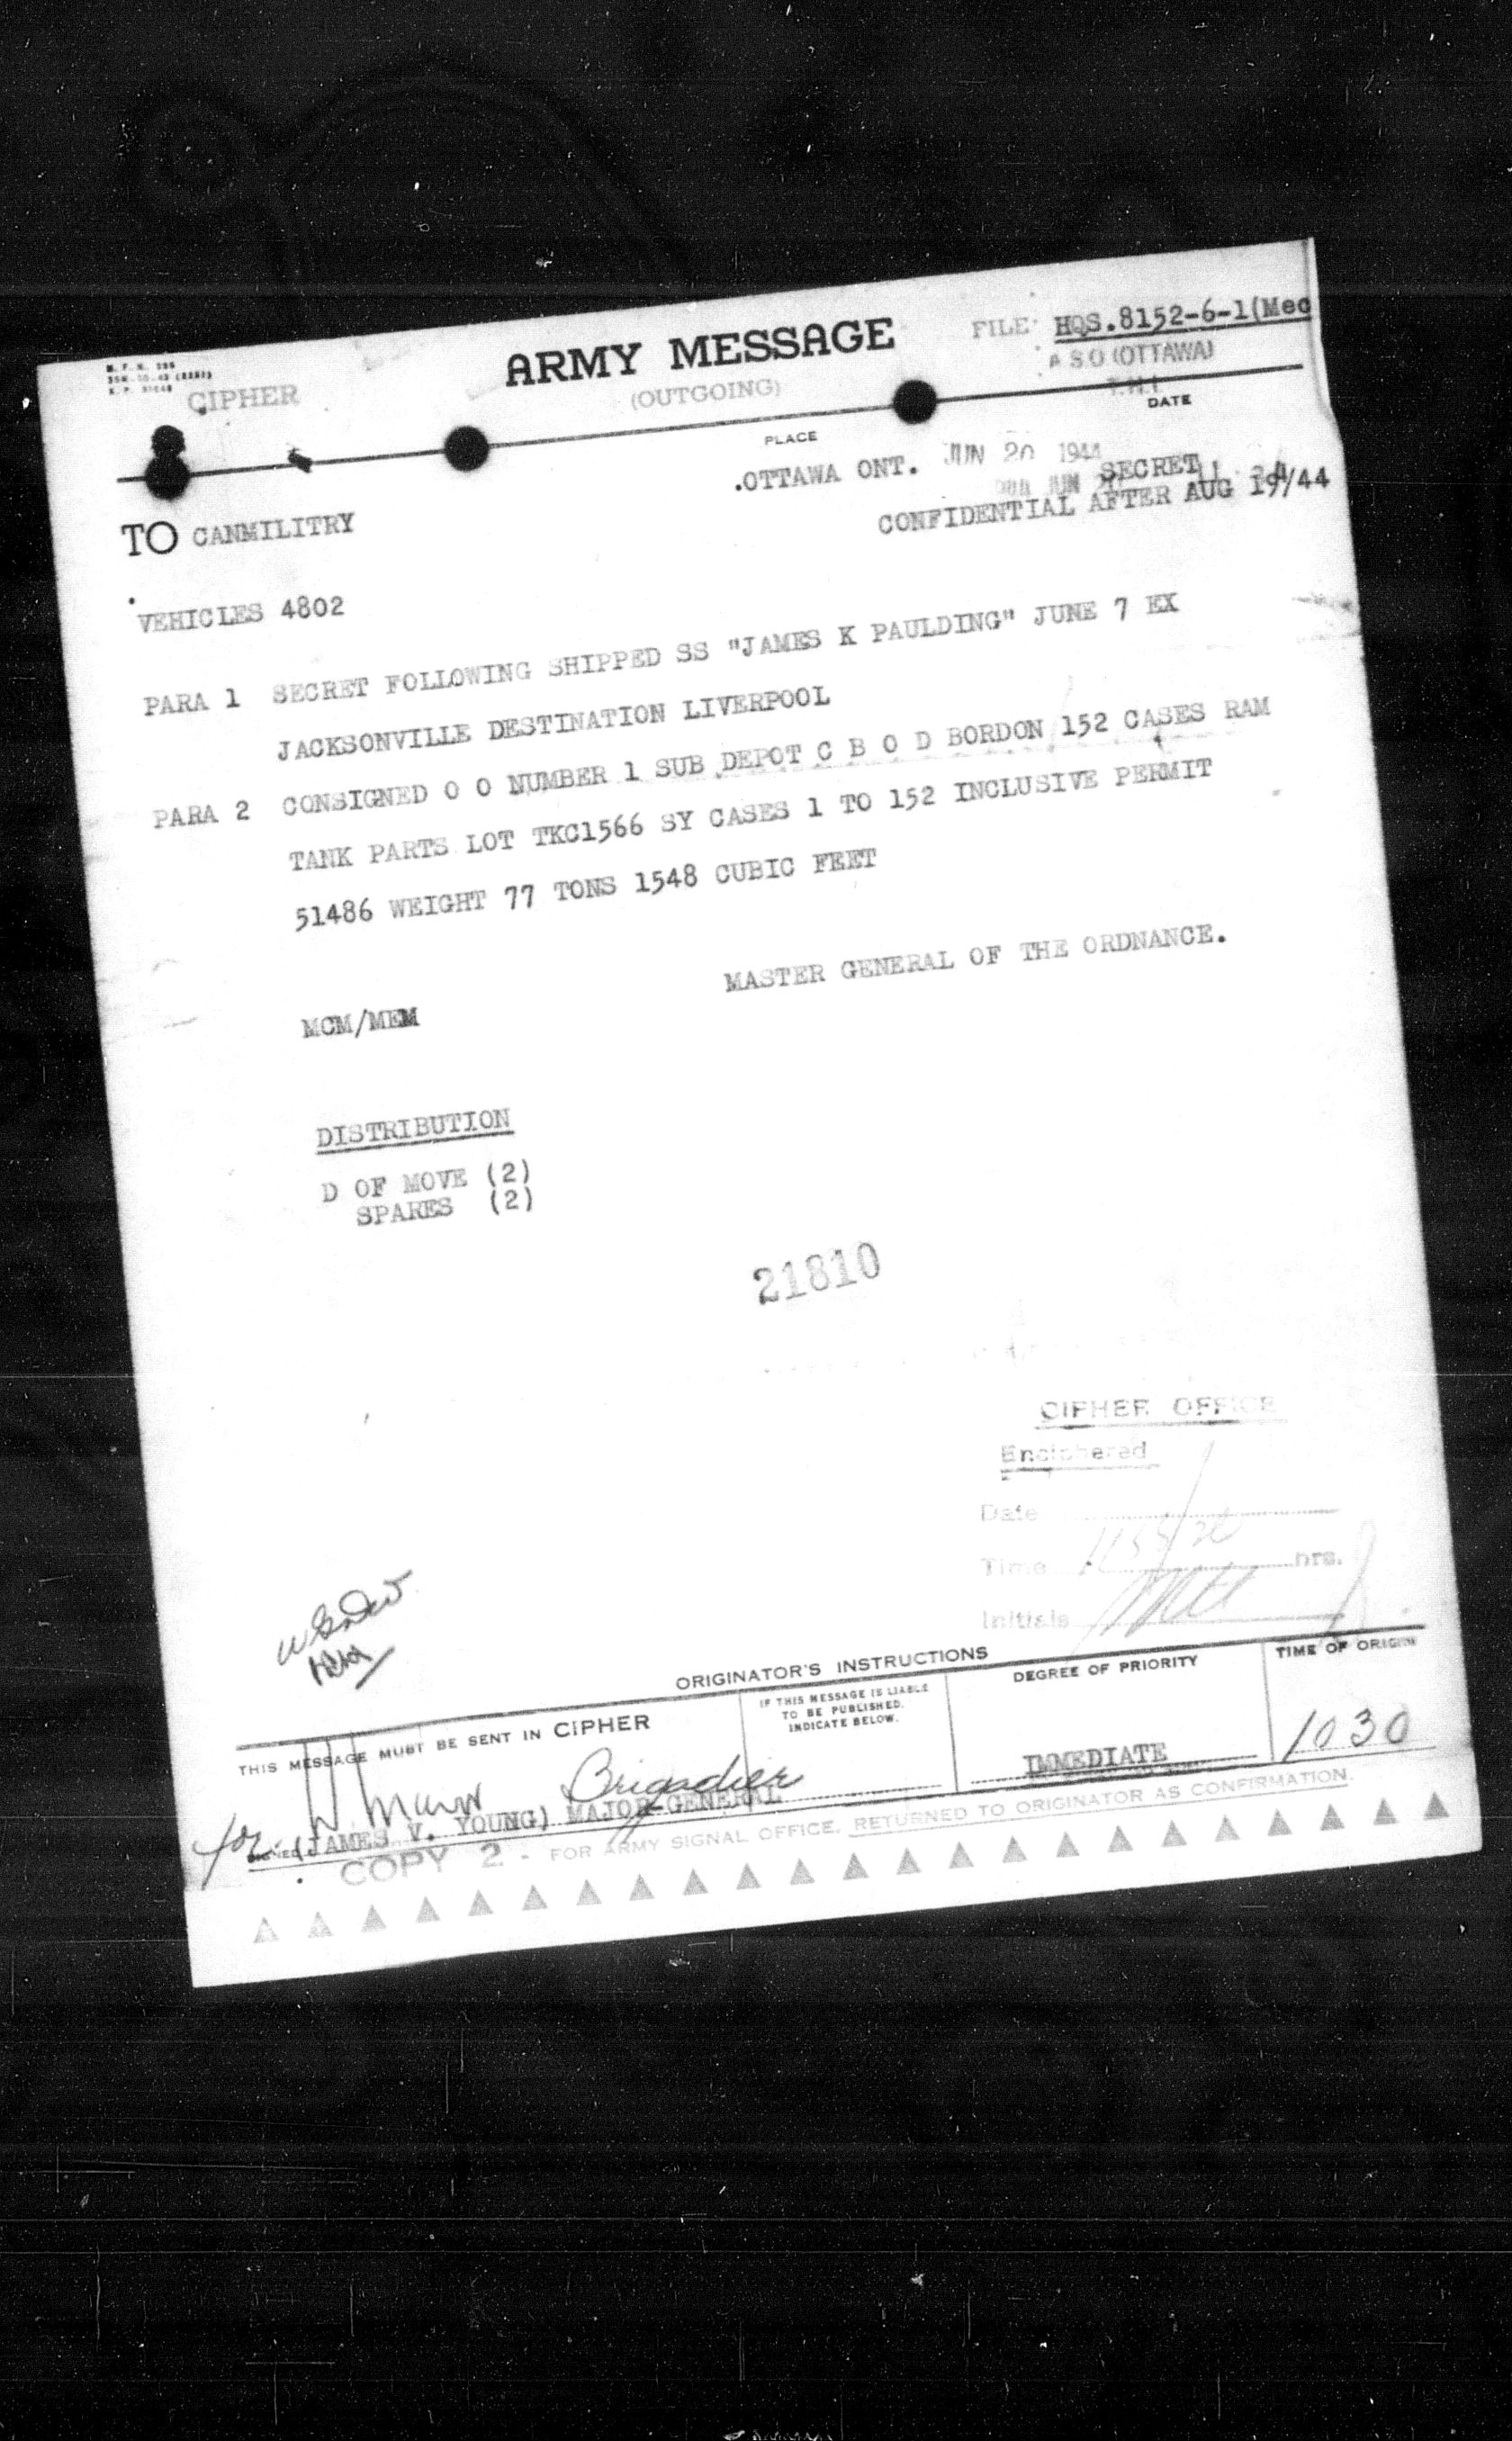 CIPHER
ARMY MESSAGE
(OUTGOING)
FILE HQS.8152-6-1(Mec
A S O (OTTAWA)
PLACE
DATE
.OTTAWA ONT. JUN 20 1944
SECRET
CONFIDENTIAL AFTER AUG 19/44
TO CANMILITRY
VEHICLES 4802
PARA 1 SECRET FOLLOWING SHIPPED SS "JAMES K PAULDING" JUNE 7 EX
JACKSONVILLE DESTINATION LIVERPOOL
PARA 2 CONSIGNED O O NUMBER 1 SUB DEPOT C B O D BORDON 152 CASES RAM
TANK PARTS LOT TKC1566 SY CASES 1 TO 152 INCLUSIVE PERMIT
51486 WEIGHT 77 TONS 1548 CUBIC FEET
MASTER GENERAL OF THE ORDNANCE.
MCM/MEM
DISTRIBUTION
D OF MOVE (2)
SPARES (2)
21810
CIPHER OFFICE
Enciphered
Date
Time hrs.
Initials
ORIGINATOR'S INSTRUCTIONS
THIS MESSAGE MUST BE SENT IN CIPHER
IF THIS MESSAGE IS LIABLE
TO BE PUBLISHED.
INDICATE BELOW.
DEGREE OF PRIORITY
TIME OF ORIGIN
IMMEDIATE
1030
Brigadier
for (JAMES V. YOUNG) MAJOR-GENERAL
SIGNED
COPY 2 - FOR ARMY SIGNAL OFFICE. RETURNED TO ORIGINATOR AS CONFIRMATION.